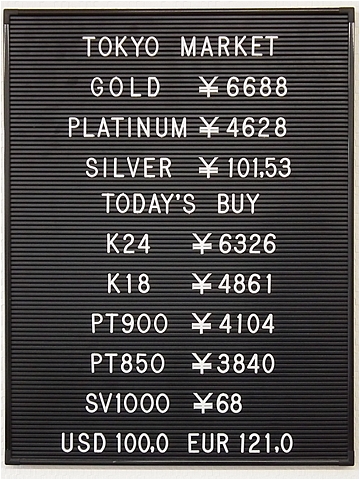 TOKYO MARKET
GOLD ¥6688
PLATINUM ¥4628
SILVER ¥101.53
TODAY'S BUY
K24 ¥6326
K18 ¥4861
PT900 ¥4104
PT850 ¥3840
SV1000 ¥68
USD 100.0 EUR 121.0